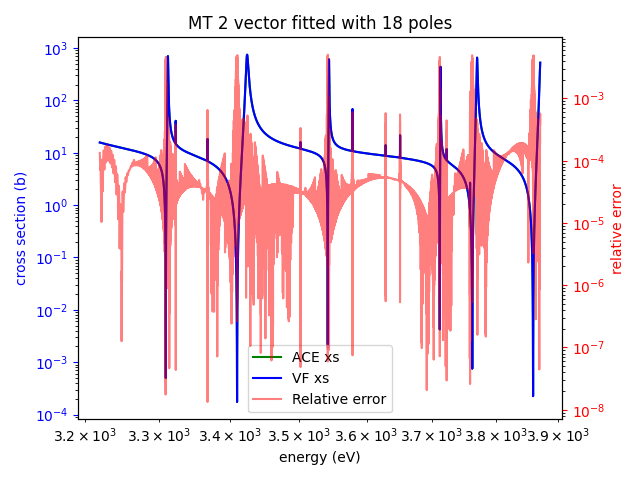 MT 2 vector fitted with 18 poles
10³
10²
10¹
10⁰
10⁻¹
10⁻²
10⁻³
10⁻⁴
cross section (b)
10⁻³
10⁻⁴
10⁻⁵
10⁻⁶
10⁻⁷
10⁻⁸
relative error
ACE xs
VF xs
Relative error
3.2 × 10³ 3.3 × 10³ 3.4 × 10³ 3.5 × 10³ 3.6 × 10³ 3.7 × 10³ 3.8 × 10³ 3.9 × 10³
energy (eV)